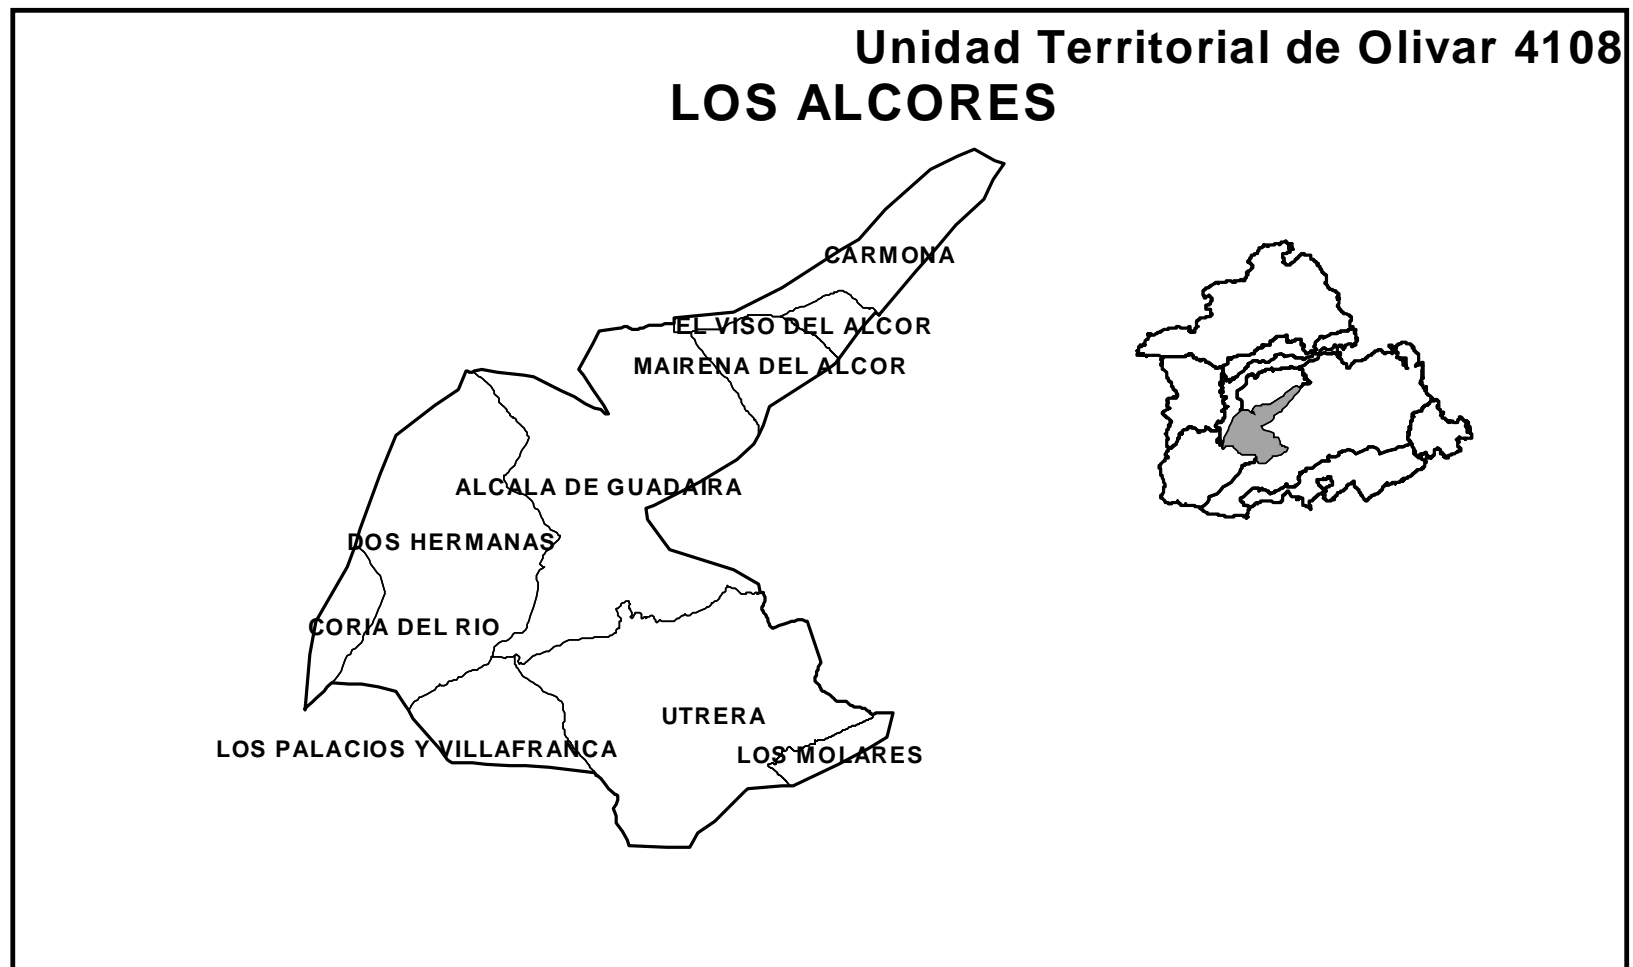 Unidad Territorial de Olivar 4108
LOS ALCORES
CARMONA
EL VISO DEL ALCOR
MAIRENA DEL ALCOR
ALCALA DE GUADAIRA
DOS HERMANAS
CORIA DEL RIO
UTRERA
LOS PALACIOS Y VILLAFRANCA
LOS MOLARES